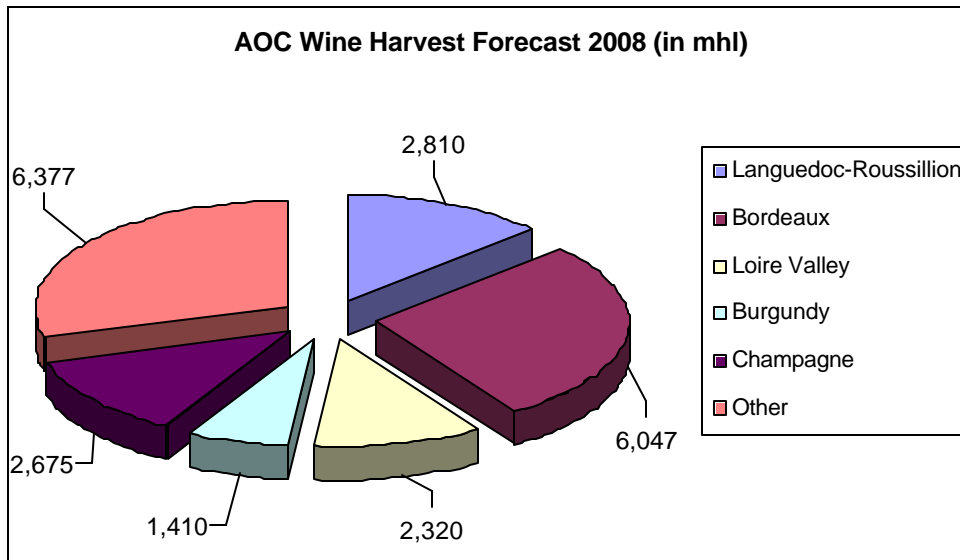 AOC Wine Harvest Forecast 2008 (in mhl)
2,810
6,377
Languedoc-Roussillion
Bordeaux
Loire Valley
Burgundy
Champagne
Other
6,047
2,675
1,410
2,320